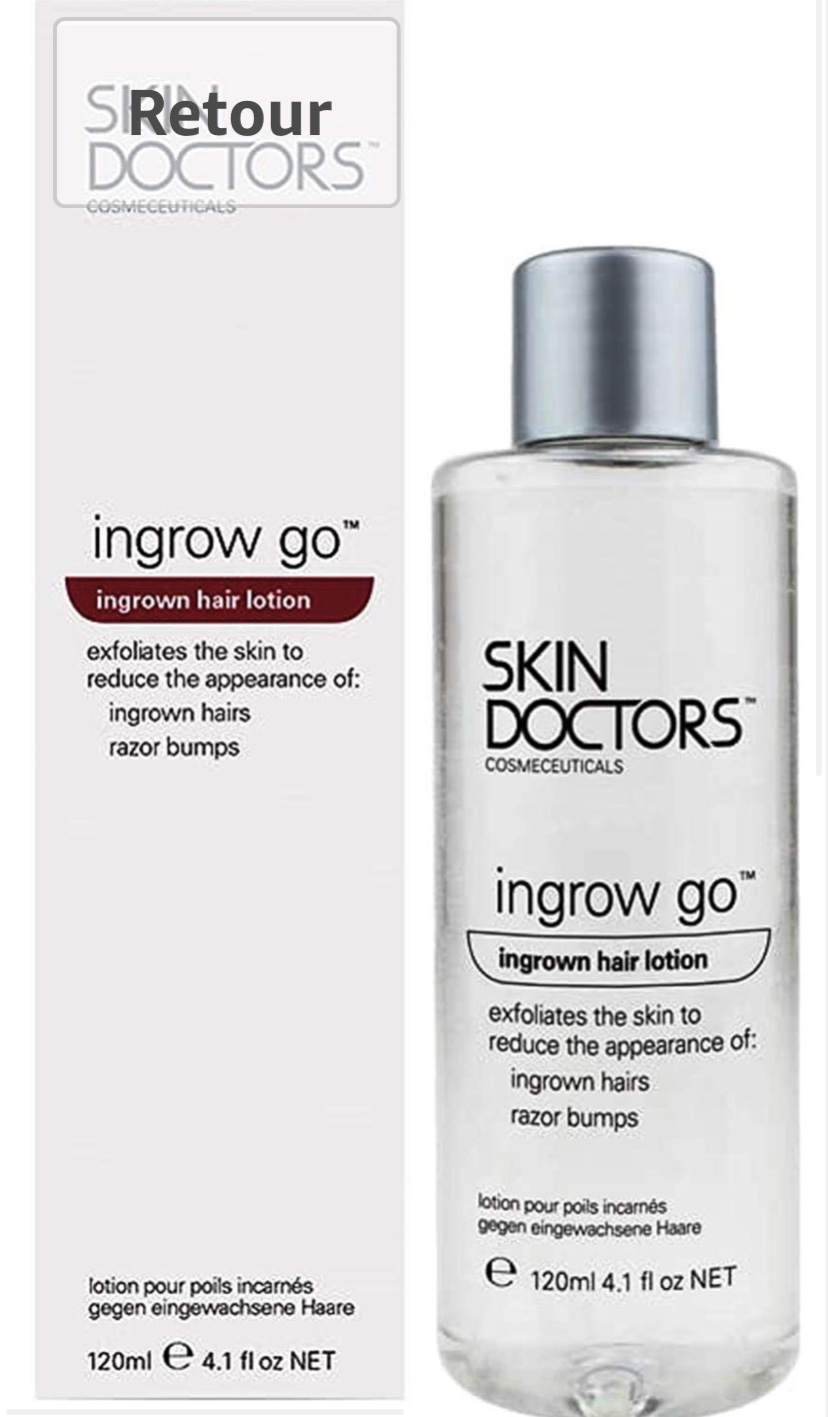 Retour
SKIN
DOCTORS™
COSMECEUTICALS
ingrow go™
ingrown hair lotion
exfoliates the skin to
reduce the appearance of:
ingrown hairs
razor bumps
lotion pour poils incarnés
gegen eingewachsene Haare
120ml e 4.1 fl oz NET
SKIN
DOCTORS™
COSMECEUTICALS
ingrow go™
ingrown hair lotion
exfoliates the skin to
reduce the appearance of:
ingrown hairs
razor bumps
lotion pour poils incarnés
gegen eingewachsene Haare
e 120ml 4.1 fl oz NET